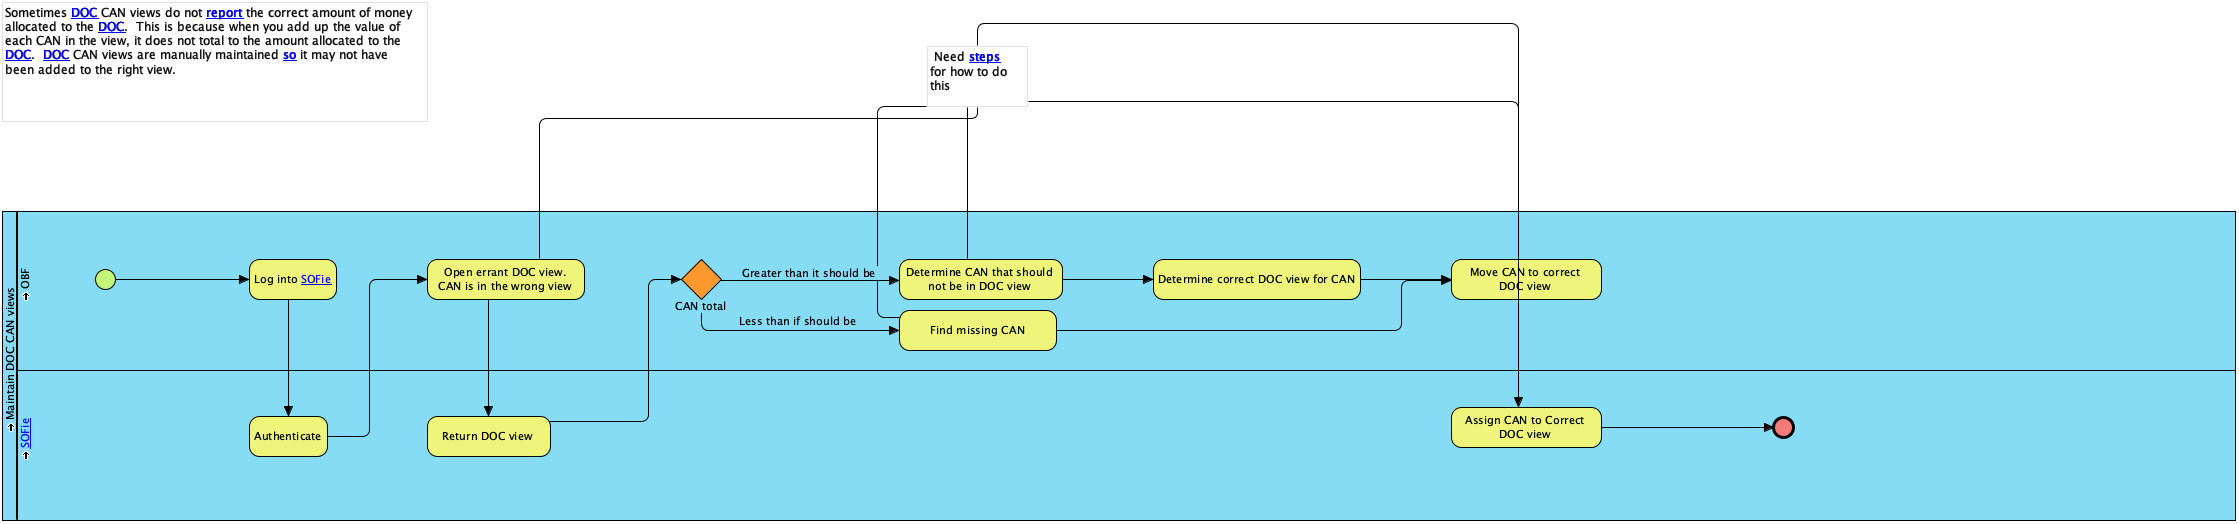 Sometimes DOC CAN views do not report the correct amount of money
allocated to the DOC.  This is because when you add up the value of
each CAN in the view, it does not total to the amount allocated to the
DOC.  DOC CAN views are manually maintained so it may not have
been added to the right view.
Need steps
for how to do
this
Maintain DOC CAN views
OBF
Log into SOFie
Open errant DOC view.
CAN is in the wrong view
CAN total
Greater than it should be
Less than if should be
Determine CAN that should
not be in DOC view
Determine correct DOC view for CAN
Move CAN to correct
DOC view
Find missing CAN
SOFie
Authenticate
Return DOC view
Assign CAN to Correct
DOC view